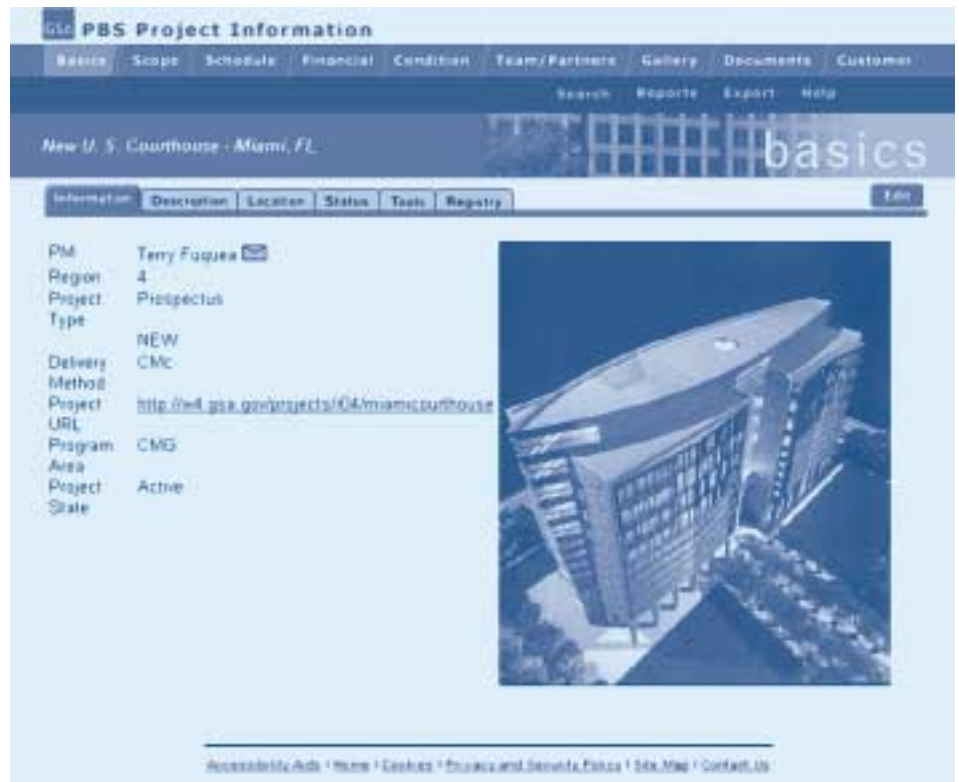 GSA PBS Project Information
Basics Scope Schedule Financial Condition Team/Partners Gallery Documents Customer
Search Reports Export Help
New U. S. Courthouse - Miami, FL
basics
Information Description Location Status Tools Registry Edit
PM Terry Fuquea
Region 4
Project Prospectus
Type
NEW
Delivery CMc
Method
Project http://w4.gsa.gov/projects/r04/miamicourthouse
URL
Program CMG
Area
Project Active
State
Accessibility Aids Home Cookies Privacy and Security Policy Site Map Contact Us